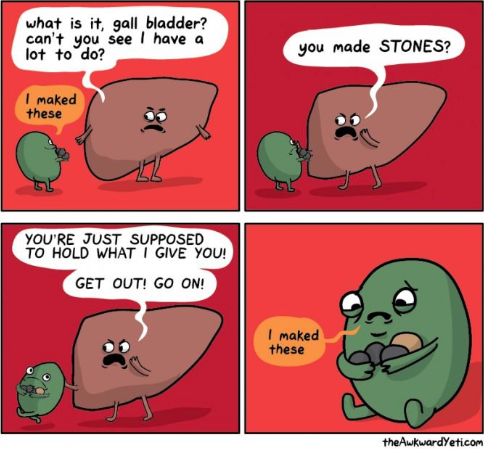 what is it, gall bladder?
can't you see I have a
lot to do?
I maked
these
you made STONES?
YOU'RE JUST SUPPOSED
TO HOLD WHAT I GIVE YOU!
GET OUT! GO ON!
I maked
these
theAwkwardYeti.com